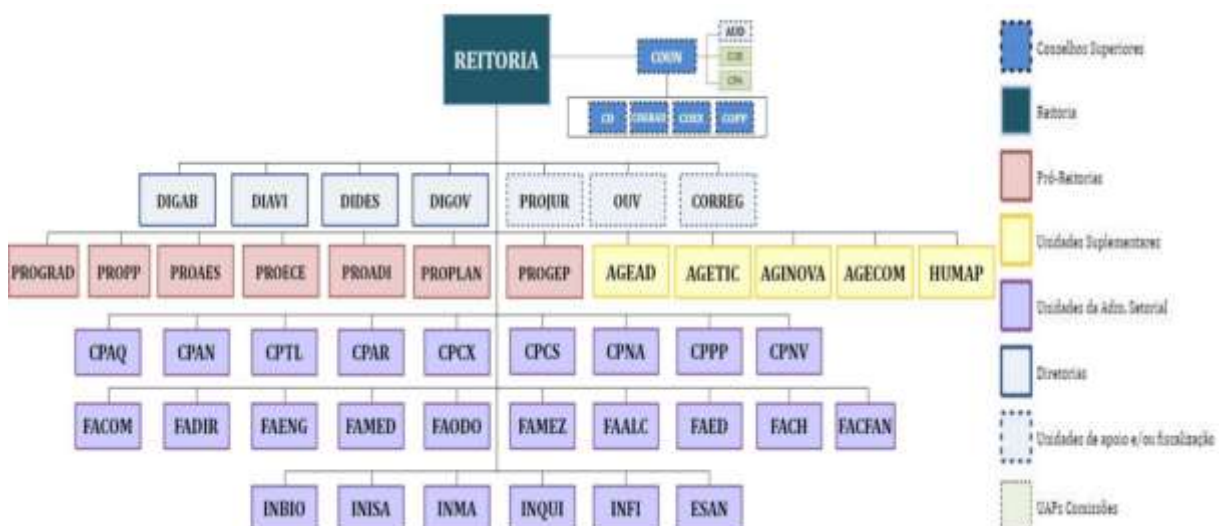 REITORIA
COUN
AUD
CPA
CD
COEX
COPP
DIGAB DIAVI DIDES DIGOV PROJUR OUV CORREG
PROGRAD PROPP PROAES PROECE PROADI PROPLAN PROGEP AGEAD AGETIC AGINOVA AGECOM HUMAP
CPAQ CPAN CPTL CPAR CPCX CPCS CPNA CPPP CPNV
FACOM FADIR FAENG FAMED FAODO FAMEZ FAALC FAED FACH FACFAN
INBIO INISA INMA INQUI INFI ESAN
Conselhos Superiores
Reitoria
Pró-Reitorias
Unidades Suplementares
Unidades da Adm. Setorial
Diretorias
Unidades de apoio e/ou fiscalização
UAPs Comissões